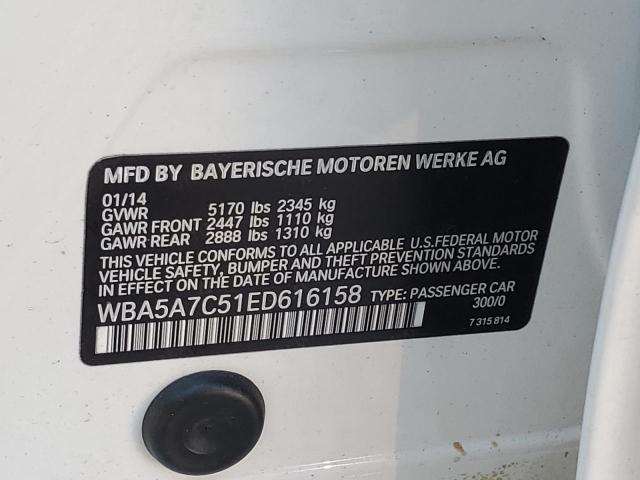 MFD BY BAYERISCHE MOTOREN WERKE AG
01/14
GVWR 5170 lbs 2345 kg
GAWR FRONT 2447 lbs 1110 kg
GAWR REAR 2888 lbs 1310 kg
THIS VEHICLE CONFORMS TO ALL APPLICABLE U.S.FEDERAL MOTOR
VEHICLE SAFETY, BUMPER AND THEFT PREVENTION STANDARDS
IN EFFECT ON THE DATE OF MANUFACTURE SHOWN ABOVE.
WBA5A7C51ED616158 TYPE: PASSENGER CAR
300/0
7 315 814